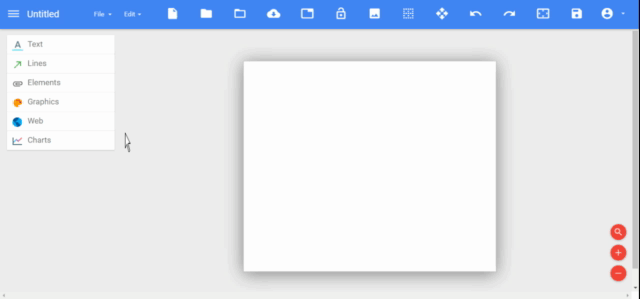 Untitled
File
Edit
Text
Lines
Elements
Graphics
Web
Charts